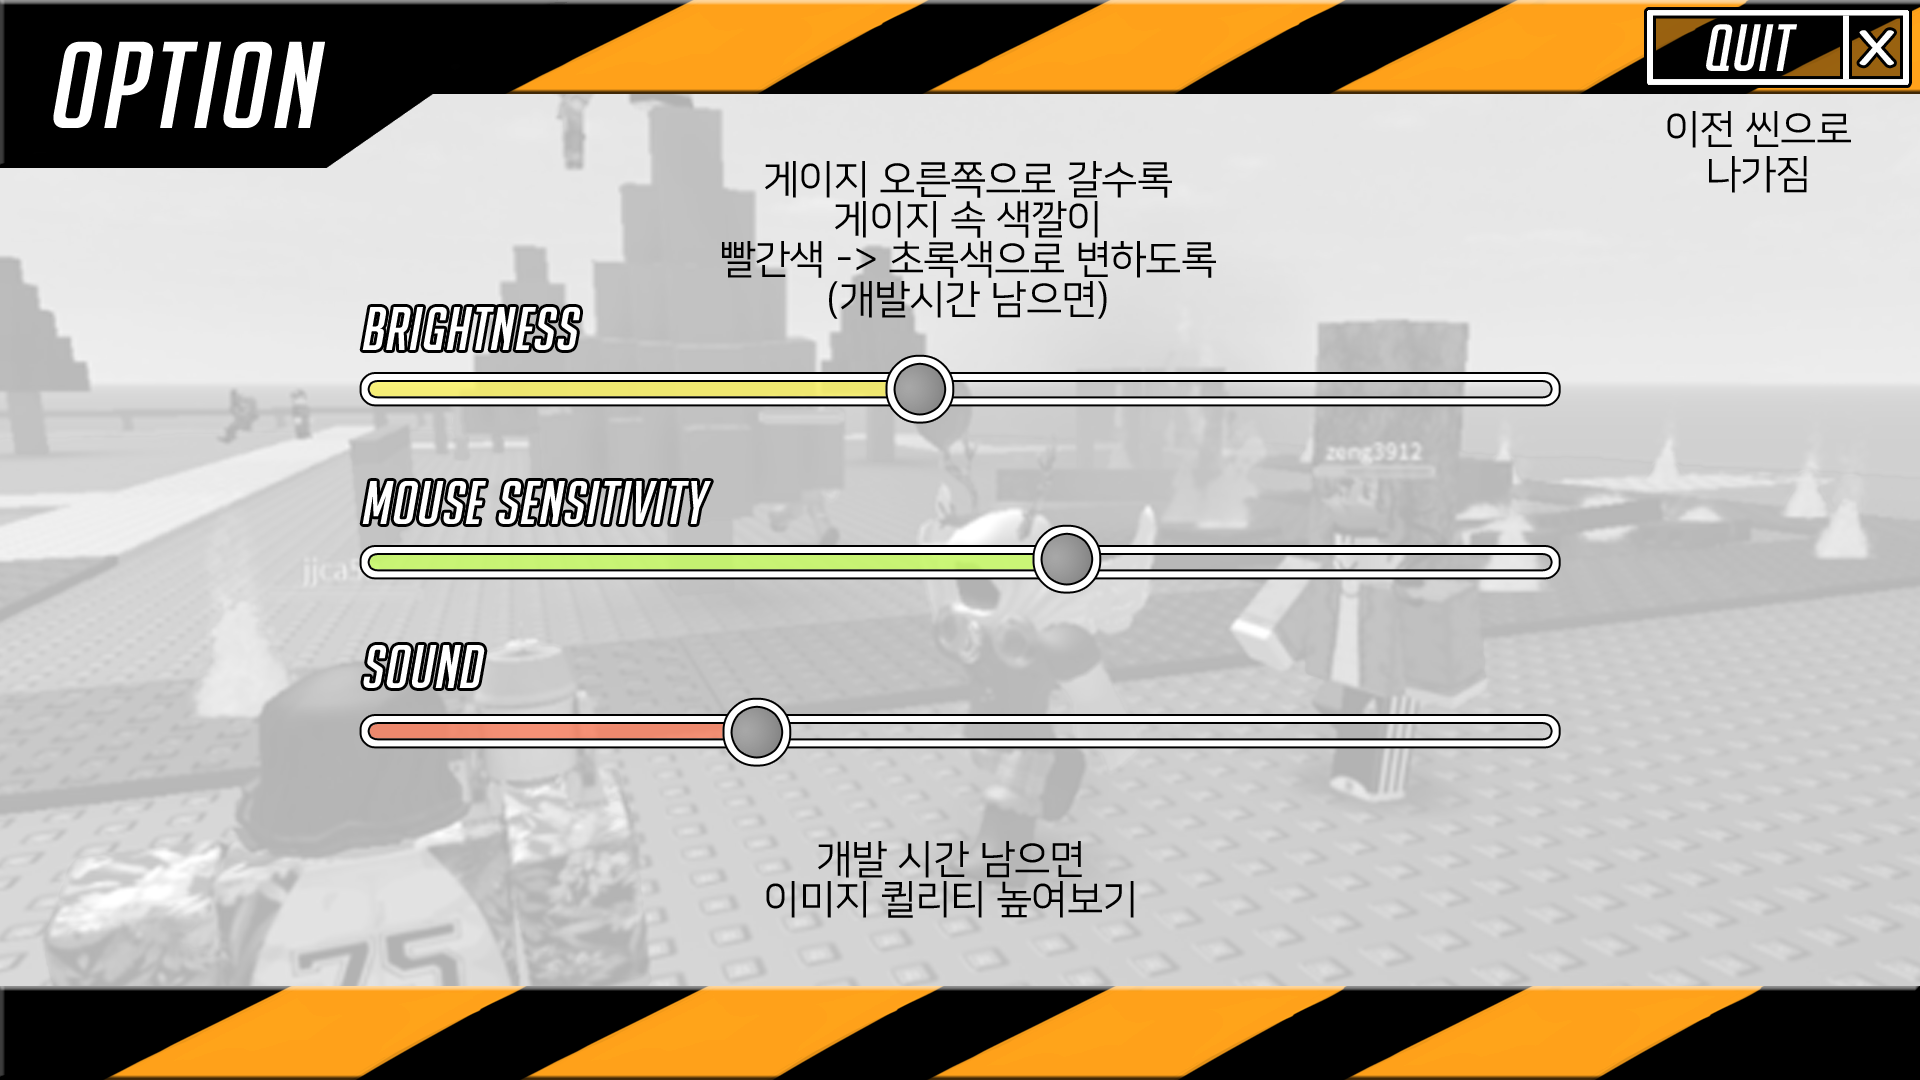 OPTION
QUIT X
이전 씬으로
나가짐
게이지 오른쪽으로 갈수록
게이지 속 색깔이
빨간색 -> 초록색으로 변하도록
(개발시간 남으면)
BRIGHTNESS
zeng3912
MOUSE SENSITIVITY
jjca5
SOUND
개발 시간 남으면
이미지 퀄리티 높여보기
75